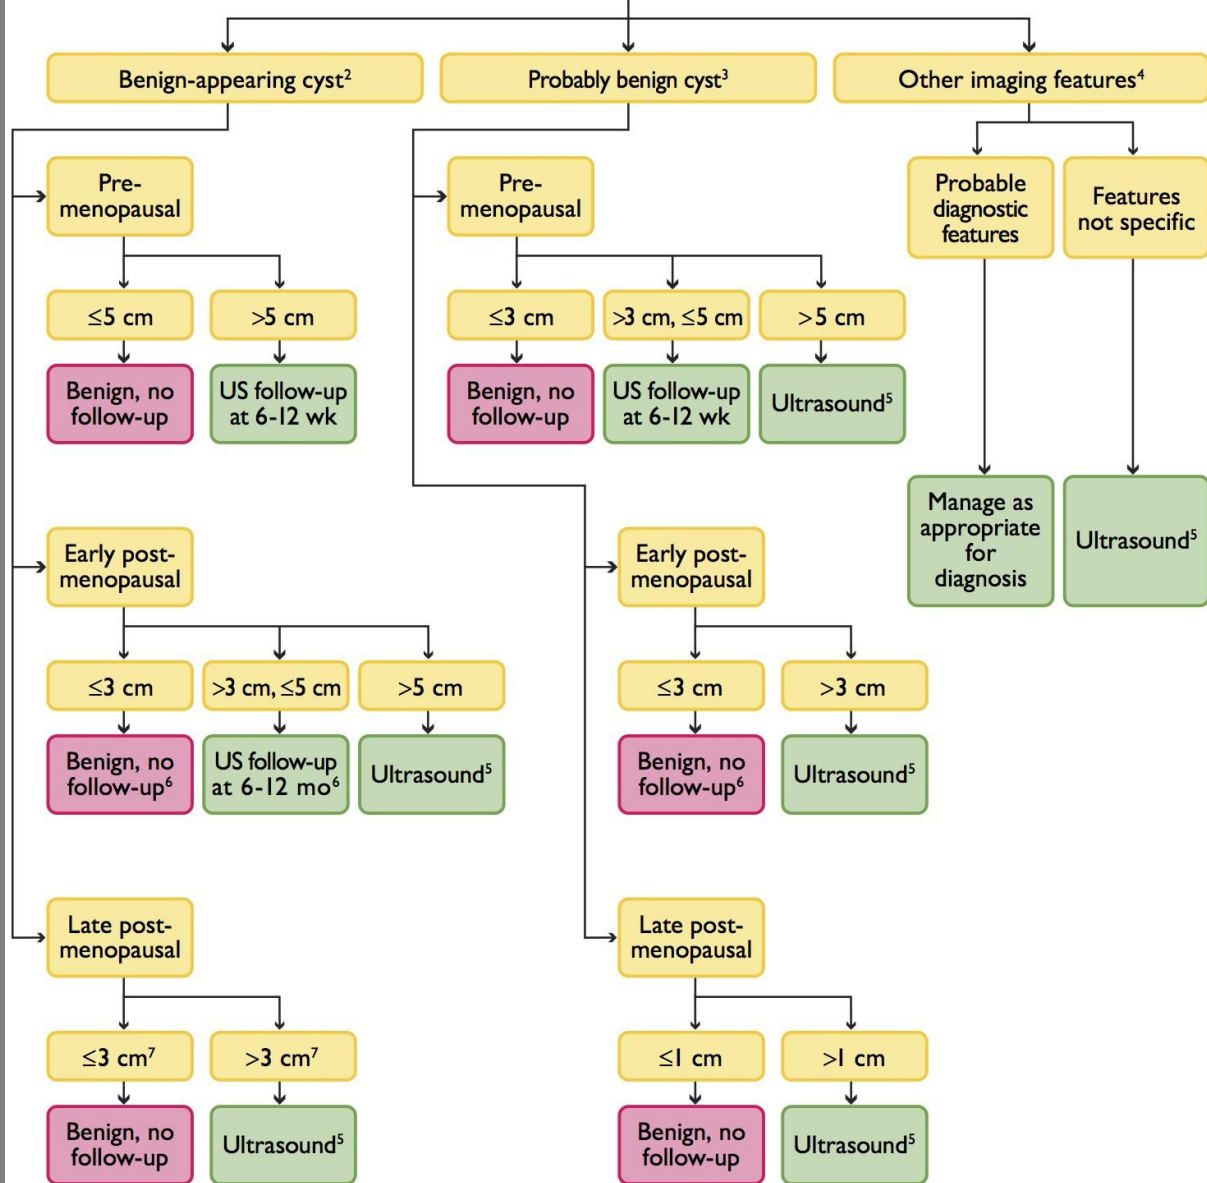 Benign-appearing cyst²
Probably benign cyst³
Other imaging features⁴
Pre-
menopausal
Pre-
menopausal
Probable
diagnostic
features
Features
not specific
≤5 cm
>5 cm
≤3 cm
>3 cm, ≤5 cm
>5 cm
Benign, no
follow-up
US follow-up
at 6-12 wk
Benign, no
follow-up
US follow-up
at 6-12 wk
Ultrasound⁵
Manage as
appropriate
for
diagnosis
Ultrasound⁵
Early post-
menopausal
Early post-
menopausal
≤3 cm
>3 cm, ≤5 cm
>5 cm
≤3 cm
>3 cm
Benign, no
follow-up⁶
US follow-up
at 6-12 mo⁶
Ultrasound⁵
Benign, no
follow-up⁶
Ultrasound⁵
Late post-
menopausal
Late post-
menopausal
≤3 cm⁷
>3 cm⁷
≤1 cm
>1 cm
Benign, no
follow-up
Ultrasound⁵
Benign, no
follow-up
Ultrasound⁵